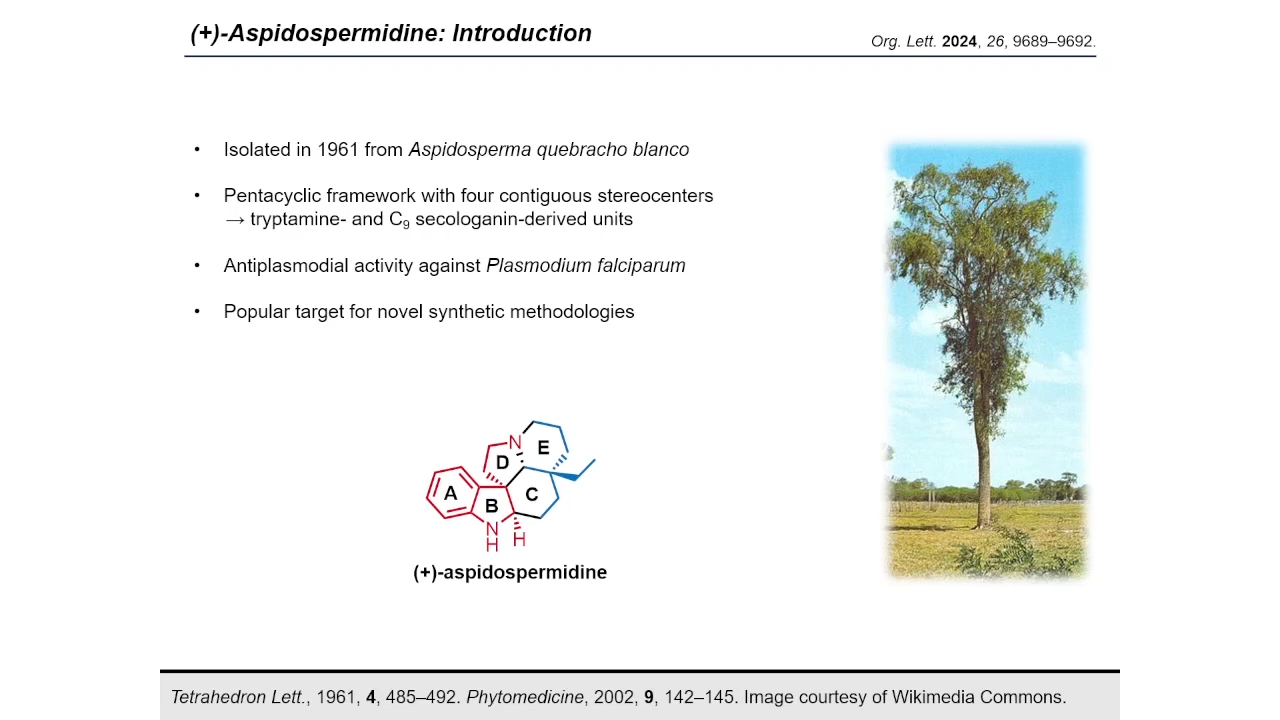 (+)-Aspidospermidine: Introduction
Org. Lett. 2024, 26, 9689–9692.
• Isolated in 1961 from Aspidosperma quebracho blanco
• Pentacyclic framework with four contiguous stereocenters
→ tryptamine- and C₉ secologanin-derived units
• Antiplasmodial activity against Plasmodium falciparum
• Popular target for novel synthetic methodologies
N
E
D
A
C
B
N
H
H
(+)-aspidospermidine
Tetrahedron Lett., 1961, 4, 485–492. Phytomedicine, 2002, 9, 142–145. Image courtesy of Wikimedia Commons.